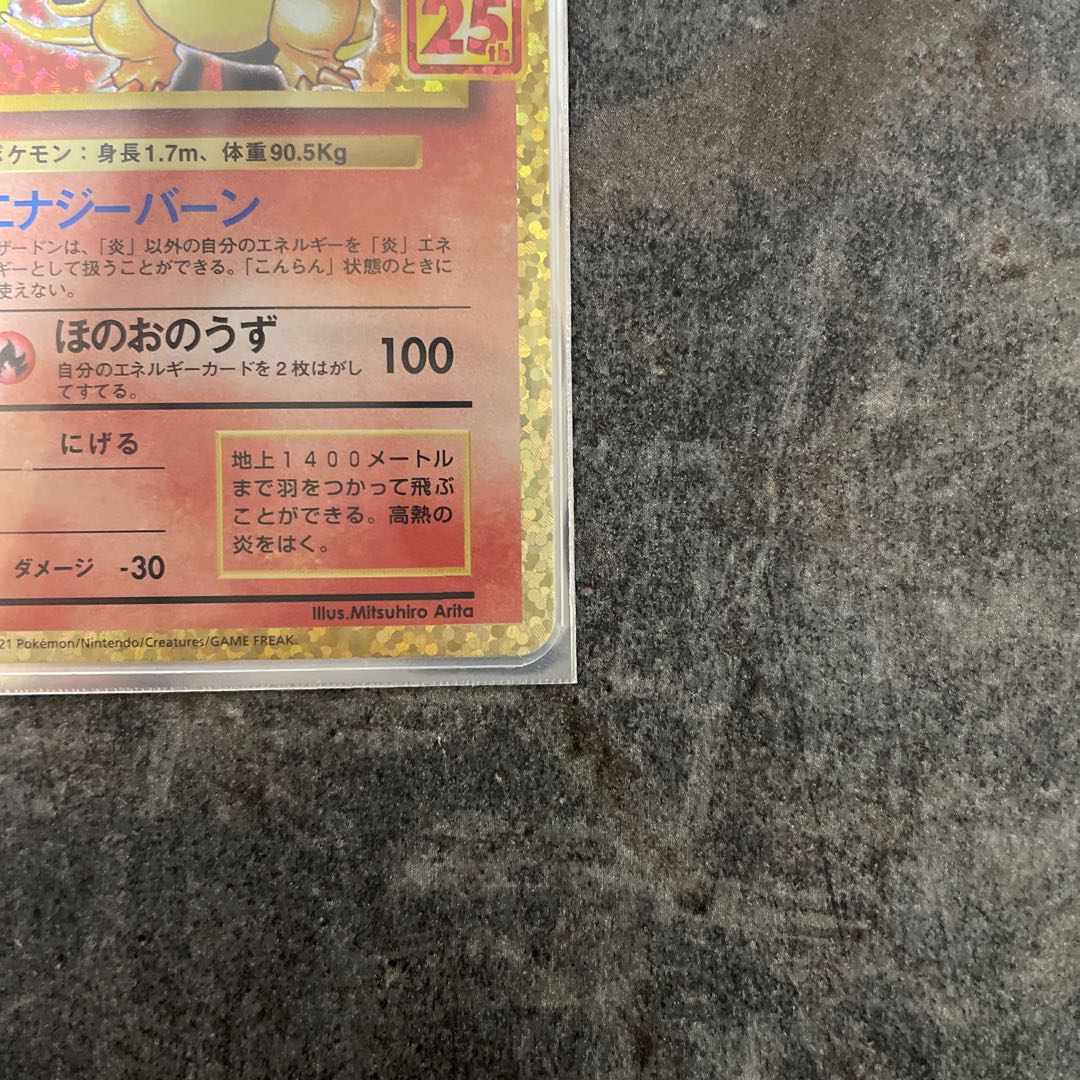 25th
ポケモン：身長1.7m、体重90.5Kg
エナジーバーン
ザードンは、「炎」以外の自分のエネルギーを「炎」エネ
ギーとして扱うことができる。「こんらん」状態のときに
使えない。
ほのおのうず
100
自分のエネルギーカードを2枚はがし
てすてる。
にげる
地上1400メートル
まで羽をつかって飛ぶ
ことができる。高熱の
炎をはく。
ダメージ -30
Illus.Mitsuhiro Arita
21 Pokémon/Nintendo/Creatures/GAME FREAK.